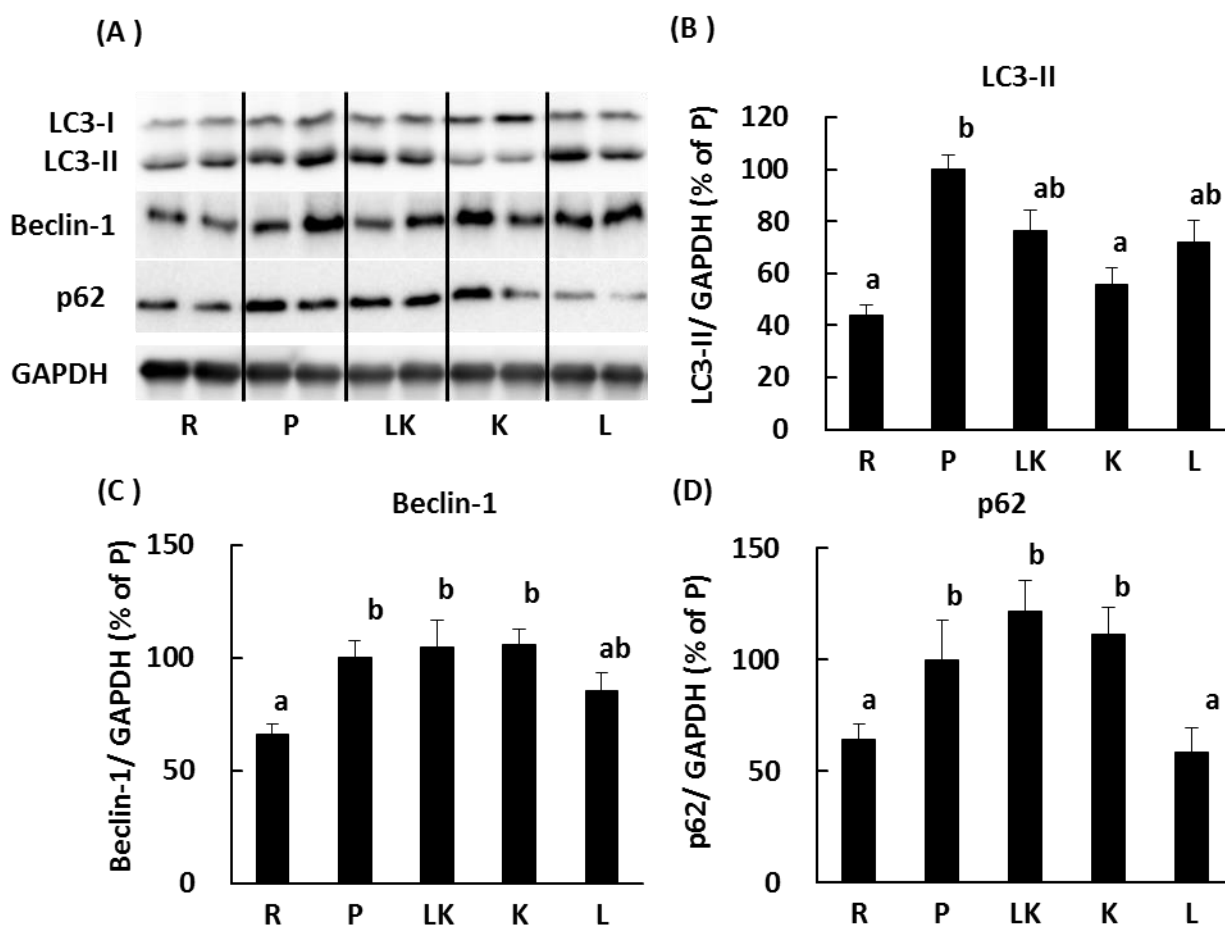 (A )
LC3-I
LC3-II
Beclin-1
p62
GAPDH
R P LK K L
(B )
LC3-II
LC3-II/ GAPDH (% of P)
120
100
80
60
40
20
0
a b ab a ab
R P LK K L
(C )
Beclin-1
Beclin-1/ GAPDH (% of P)
150
100
50
0
a b b b ab
R P LK K L
(D)
p62
p62/ GAPDH (% of P)
150
100
50
0
a b b b a
R P LK K L